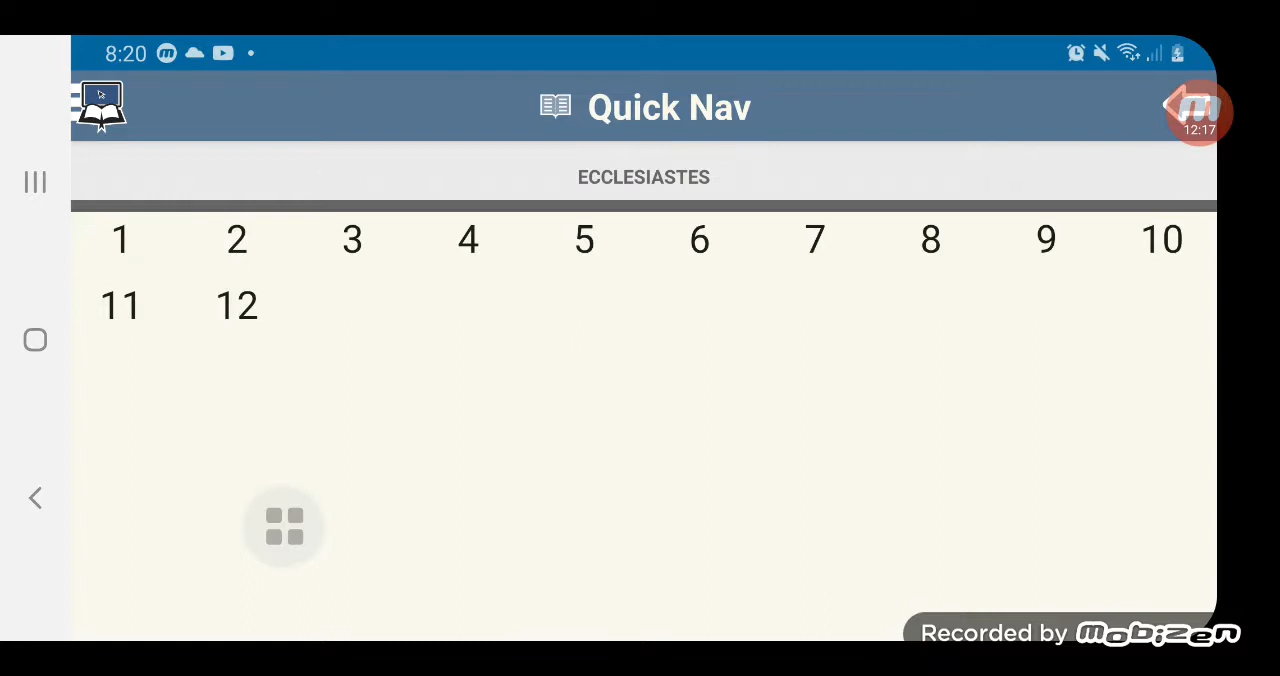 8:20
Quick Nav
12:17
ECCLESIASTES
1 2 3 4 5 6 7 8 9 10
11 12
Recorded by mobizen